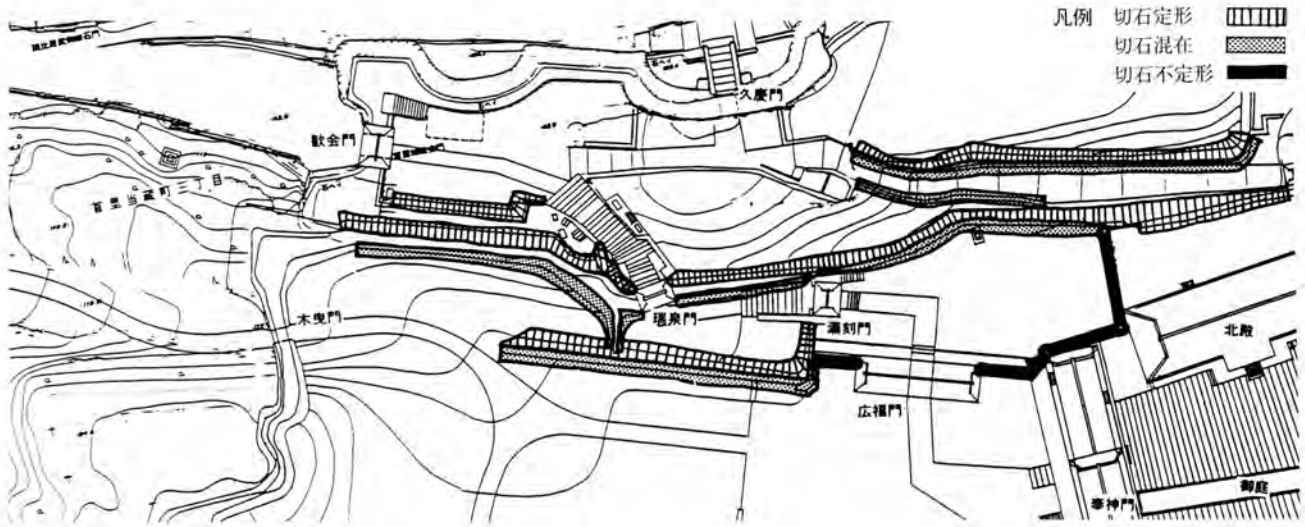 凡例 切石定形
切石混在
切石不定形
久慶門
歓会門
首里当蔵町三丁目
木曳門
瑞泉門
漏刻門
北殿
広福門
奉神門
御庭